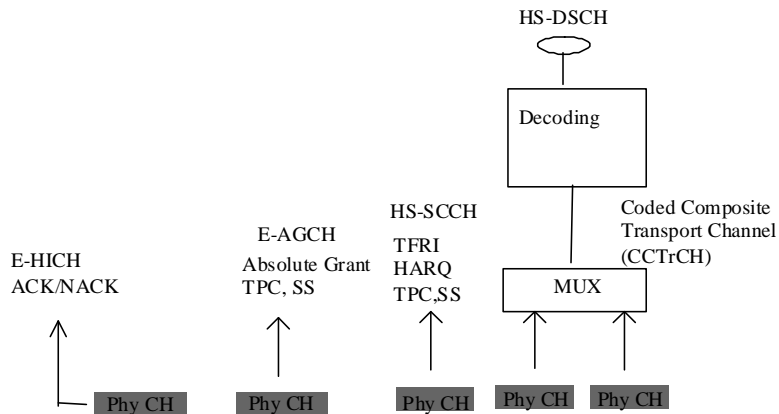 HS-DSCH
Decoding
Coded Composite
Transport Channel
(CCTrCH)
HS-SCCH
TFRI
HARQ
TPC,SS
E-AGCH
Absolute Grant
TPC, SS
E-HICH
ACK/NACK
MUX
Phy CH
Phy CH
Phy CH
Phy CH
Phy CH